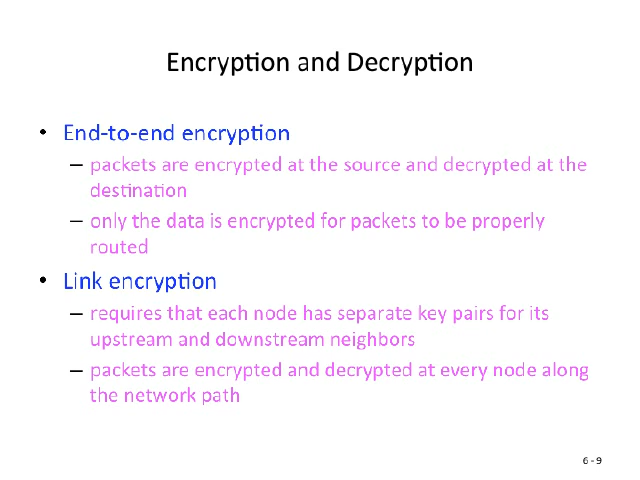 Encryption and Decryption
• End-to-end encryption
– packets are encrypted at the source and decrypted at the
destination
– only the data is encrypted for packets to be properly
routed
• Link encryption
– requires that each node has separate key pairs for its
upstream and downstream neighbors
– packets are encrypted and decrypted at every node along
the network path
6 - 9